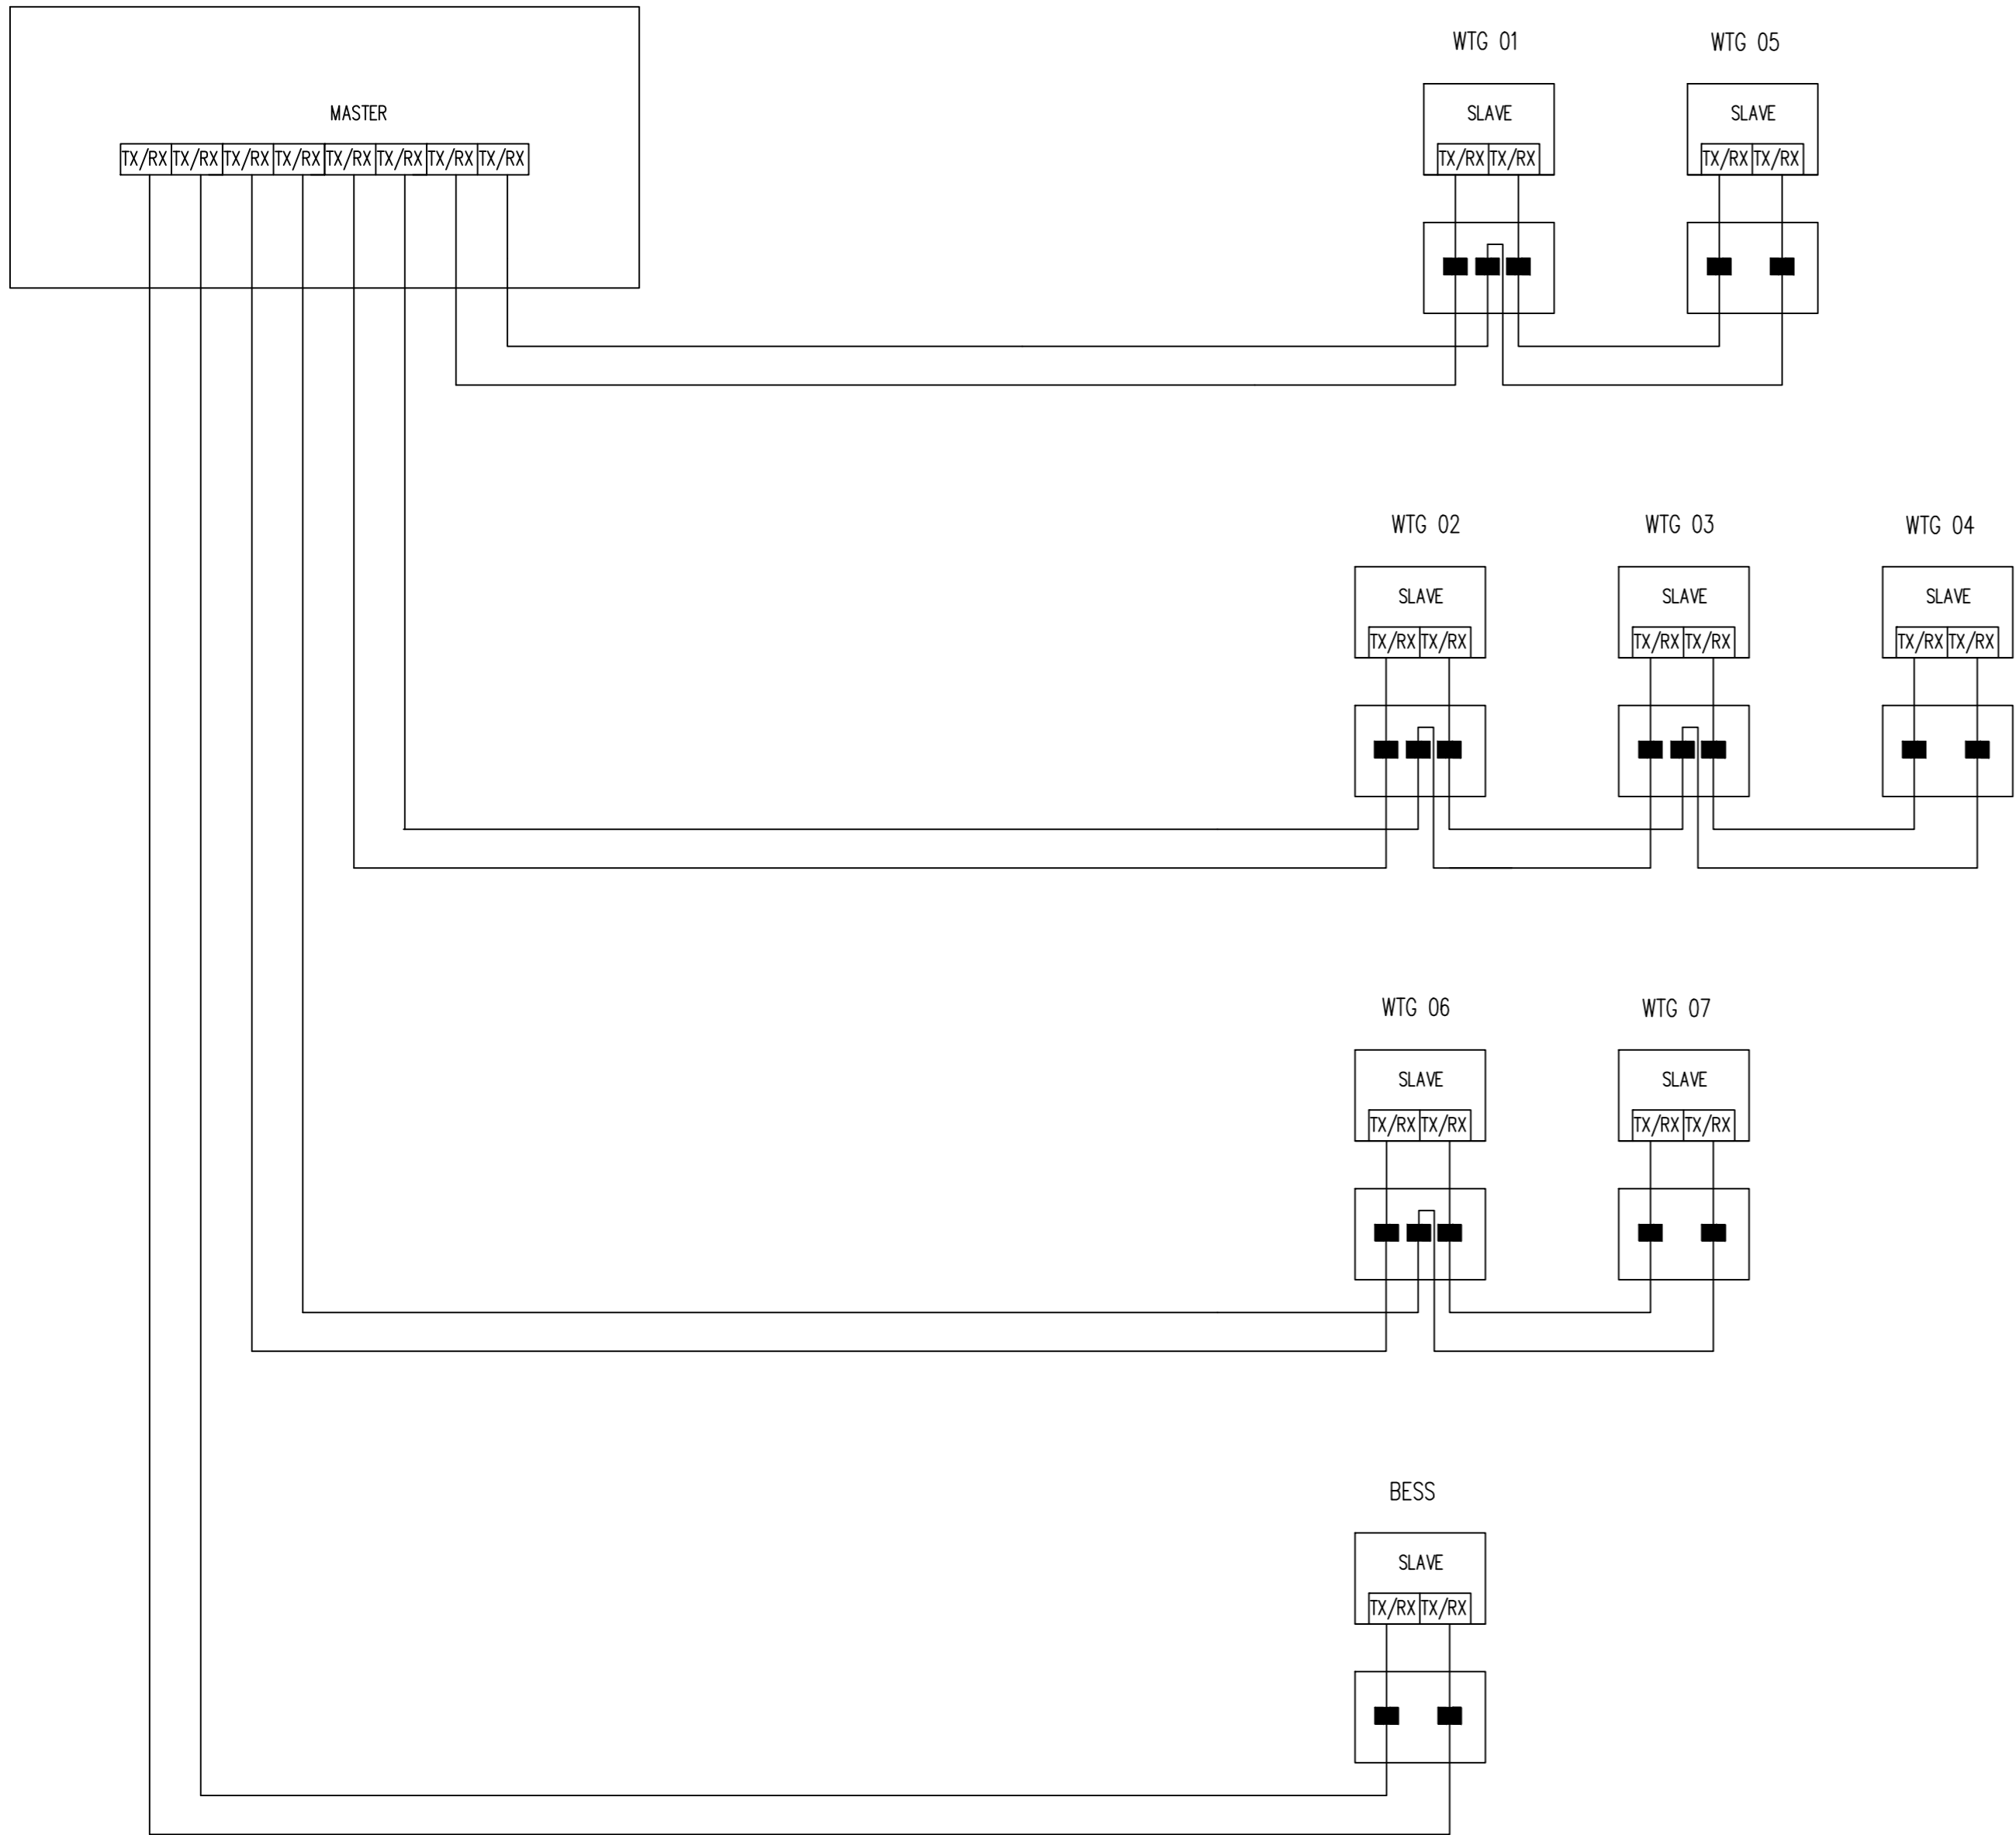 WTG 01 WTG 05
MASTER SLAVE SLAVE
TX/RX TX/RX TX/RX TX/RX TX/RX TX/RX TX/RX TX/RX TX/RX TX/RX TX/RX TX/RX
WTG 02 WTG 03 WTG 04
SLAVE SLAVE SLAVE
TX/RX TX/RX TX/RX TX/RX TX/RX TX/RX
WTG 06 WTG 07
SLAVE SLAVE
TX/RX TX/RX TX/RX TX/RX
BESS
SLAVE
TX/RX TX/RX